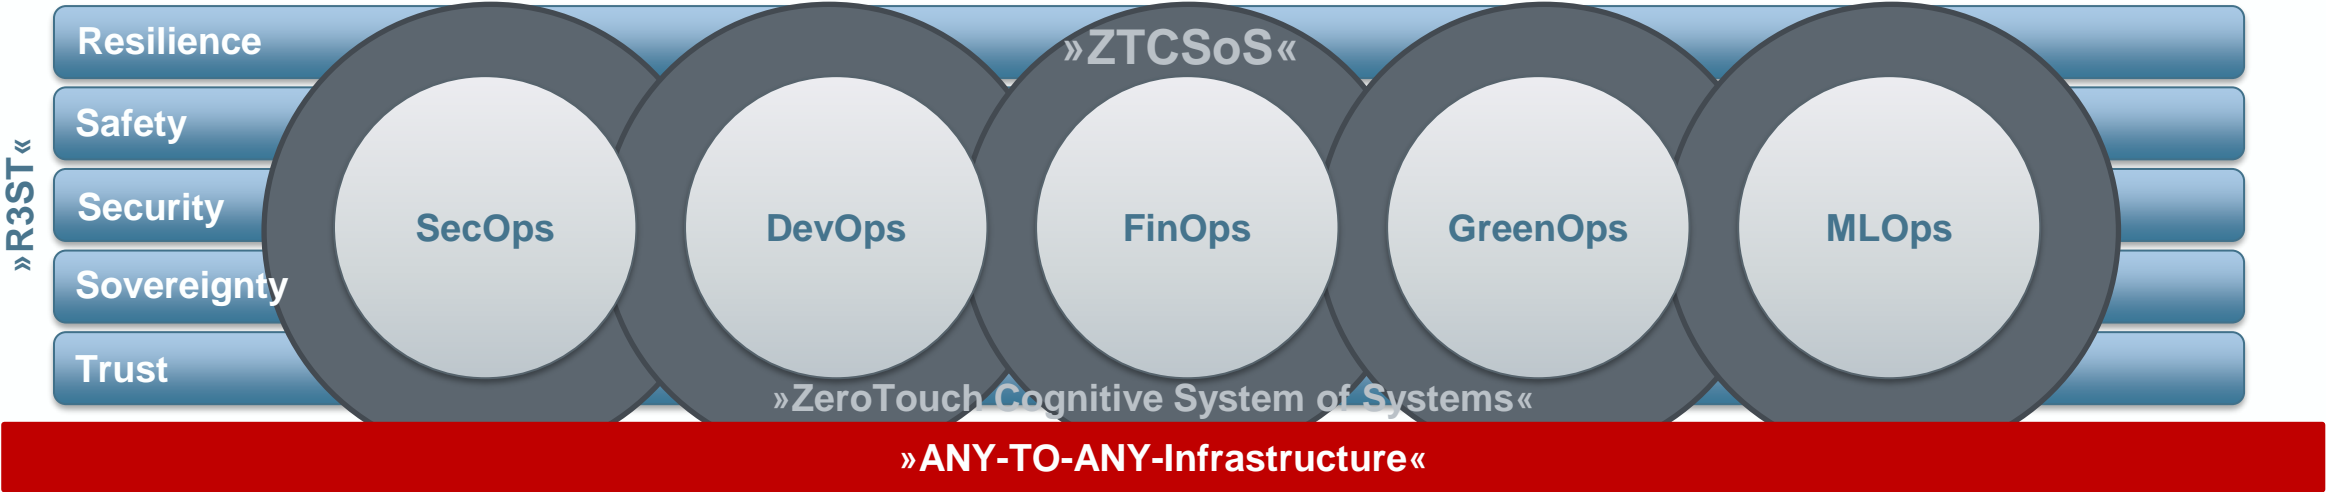 »R3ST«
Resilience
Safety
Security
Sovereignty
Trust
»ZTCSoS«
SecOps
DevOps
FinOps
GreenOps
MLOps
»ZeroTouch Cognitive System of Systems«
»ANY-TO-ANY-Infrastructure«